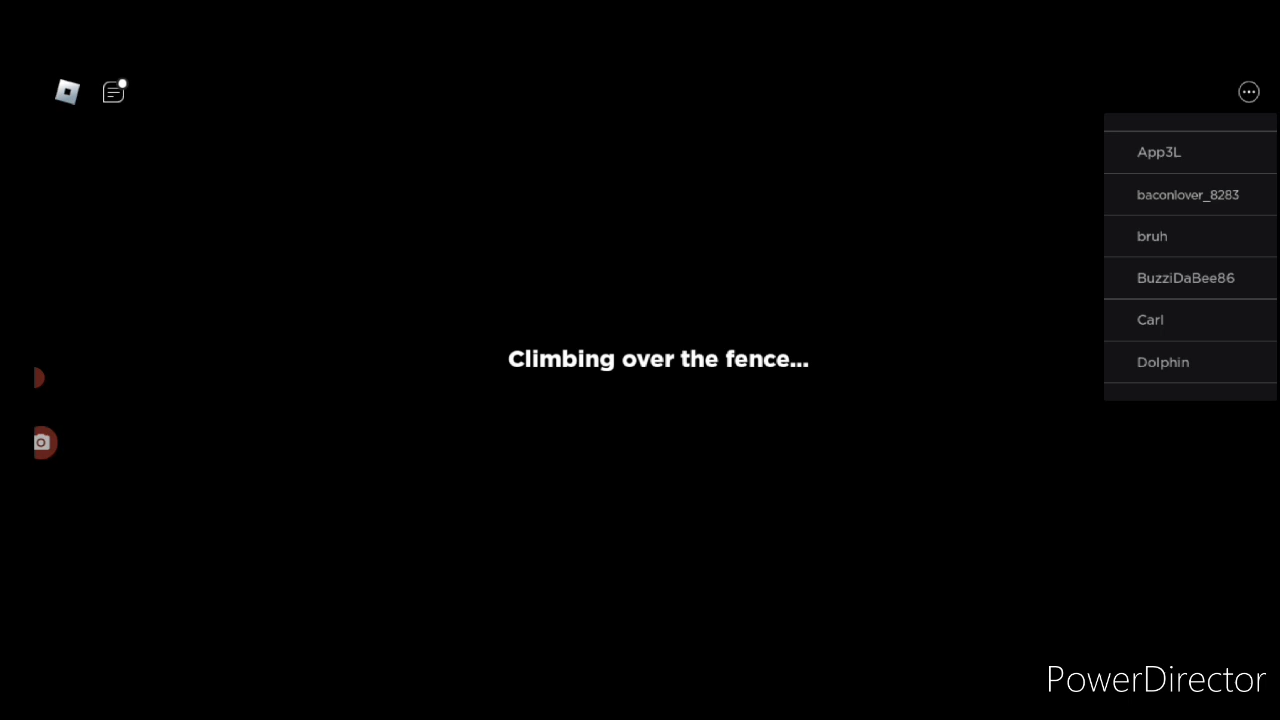 App3L
baconlover_8283
bruh
BuzziDaBee86
Carl
Dolphin
Climbing over the fence...
PowerDirector